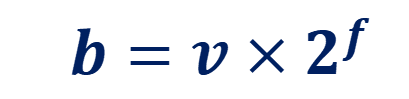 b = v × 2^f